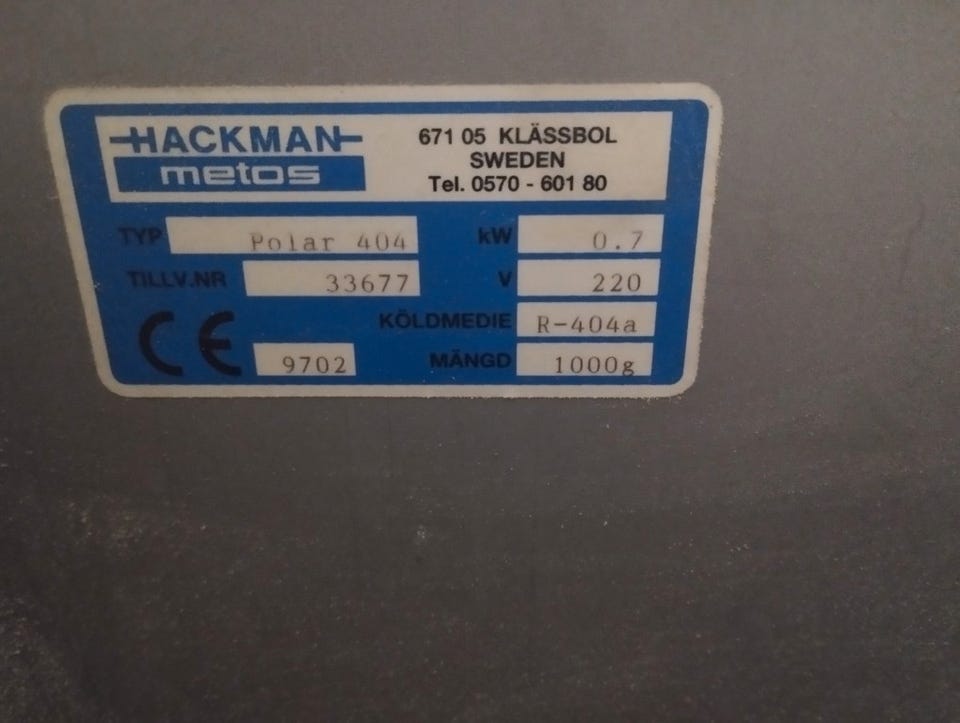 HACKMAN
metos
671 05 KLÄSSBOL
SWEDEN
Tel. 0570 - 601 80
TYP Polar 404 kW 0.7
TILLV.NR 33677 V 220
KÖLDMEDIE R-404a
CE 9702 MÄNGD 1000g